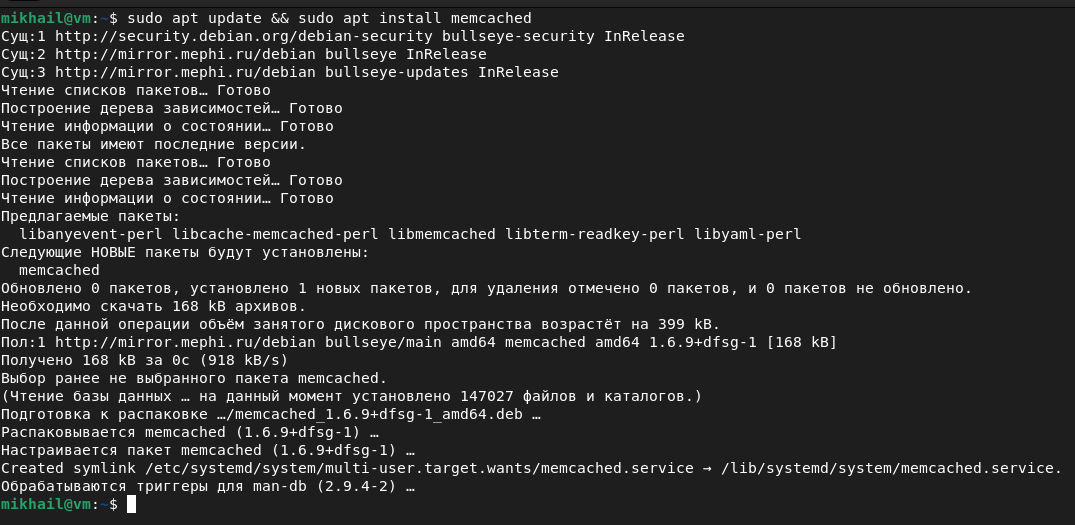 mikhail@vm:~$ sudo apt update && sudo apt install memcached
Сущ:1 http://security.debian.org/debian-security bullseye-security InRelease
Сущ:2 http://mirror.mephi.ru/debian bullseye InRelease
Сущ:3 http://mirror.mephi.ru/debian bullseye-updates InRelease
Чтение списков пакетов… Готово
Построение дерева зависимостей… Готово
Чтение информации о состоянии… Готово
Все пакеты имеют последние версии.
Чтение списков пакетов… Готово
Построение дерева зависимостей… Готово
Чтение информации о состоянии… Готово
Предлагаемые пакеты:
  libanyevent-perl libcache-memcached-perl libmemcached libterm-readkey-perl libyaml-perl
Следующие НОВЫЕ пакеты будут установлены:
  memcached
Обновлено 0 пакетов, установлено 1 новых пакетов, для удаления отмечено 0 пакетов, и 0 пакетов не обновлено.
Необходимо скачать 168 kB архивов.
После данной операции объём занятого дискового пространства возрастёт на 399 kB.
Пол:1 http://mirror.mephi.ru/debian bullseye/main amd64 memcached amd64 1.6.9+dfsg-1 [168 kB]
Получено 168 kB за 0с (918 kB/s)
Выбор ранее не выбранного пакета memcached.
(Чтение базы данных … на данный момент установлено 147027 файлов и каталогов.)
Подготовка к распаковке …/memcached_1.6.9+dfsg-1_amd64.deb …
Распаковывается memcached (1.6.9+dfsg-1) …
Настраивается пакет memcached (1.6.9+dfsg-1) …
Created symlink /etc/systemd/system/multi-user.target.wants/memcached.service → /lib/systemd/system/memcached.service.
Обрабатываются триггеры для man-db (2.9.4-2) …
mikhail@vm:~$